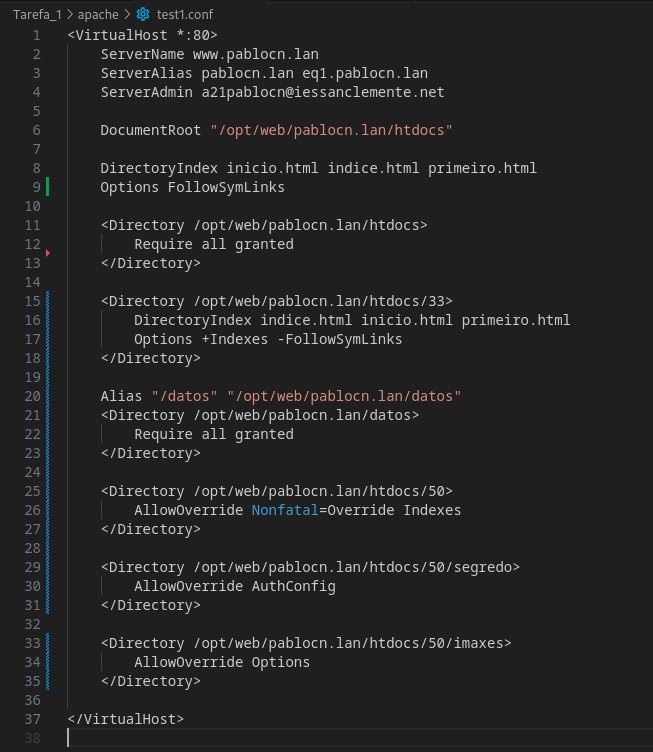 Tarefa_1 > apache > test1.conf
1 <VirtualHost *:80>
2 ServerName www.pablocn.lan
3 ServerAlias pablocn.lan eq1.pablocn.lan
4 ServerAdmin a21pablocn@iessanclemente.net
5
6 DocumentRoot "/opt/web/pablocn.lan/htdocs"
7
8 DirectoryIndex inicio.html indice.html primeiro.html
9 Options FollowSymLinks
10
11 <Directory /opt/web/pablocn.lan/htdocs>
12 Require all granted
13 </Directory>
14
15 <Directory /opt/web/pablocn.lan/htdocs/33>
16 DirectoryIndex indice.html inicio.html primeiro.html
17 Options +Indexes -FollowSymLinks
18 </Directory>
19
20 Alias "/datos" "/opt/web/pablocn.lan/datos"
21 <Directory /opt/web/pablocn.lan/datos>
22 Require all granted
23 </Directory>
24
25 <Directory /opt/web/pablocn.lan/htdocs/50>
26 AllowOverride Nonfatal=Override Indexes
27 </Directory>
28
29 <Directory /opt/web/pablocn.lan/htdocs/50/segredo>
30 AllowOverride AuthConfig
31 </Directory>
32
33 <Directory /opt/web/pablocn.lan/htdocs/50/imaxes>
34 AllowOverride Options
35 </Directory>
36
37 </VirtualHost>
38